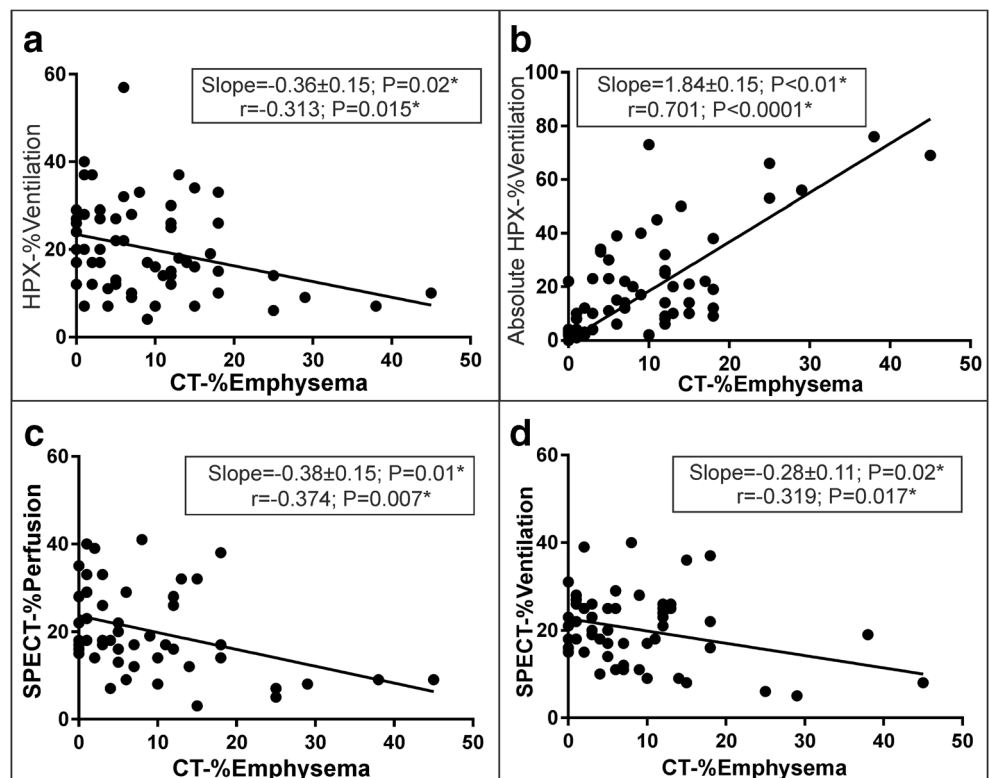 a
Slope=-0.36±0.15; P=0.02*
r=-0.313; P=0.015*
HPX-%Ventilation
60
40
20
0
0 10 20 30 40 50
CT-%Emphysema
b
Slope=1.84±0.15; P<0.01*
r=0.701; P<0.0001*
Absolute HPX-%Ventilation
100
80
60
40
20
0
0 10 20 30 40 50
CT-%Emphysema
c
Slope=-0.38±0.15; P=0.01*
r=-0.374; P=0.007*
SPECT-%Perfusion
60
40
20
0
0 10 20 30 40 50
CT-%Emphysema
d
Slope=-0.28±0.11; P=0.02*
r=-0.319; P=0.017*
SPECT-%Ventilation
60
40
20
0
0 10 20 30 40 50
CT-%Emphysema